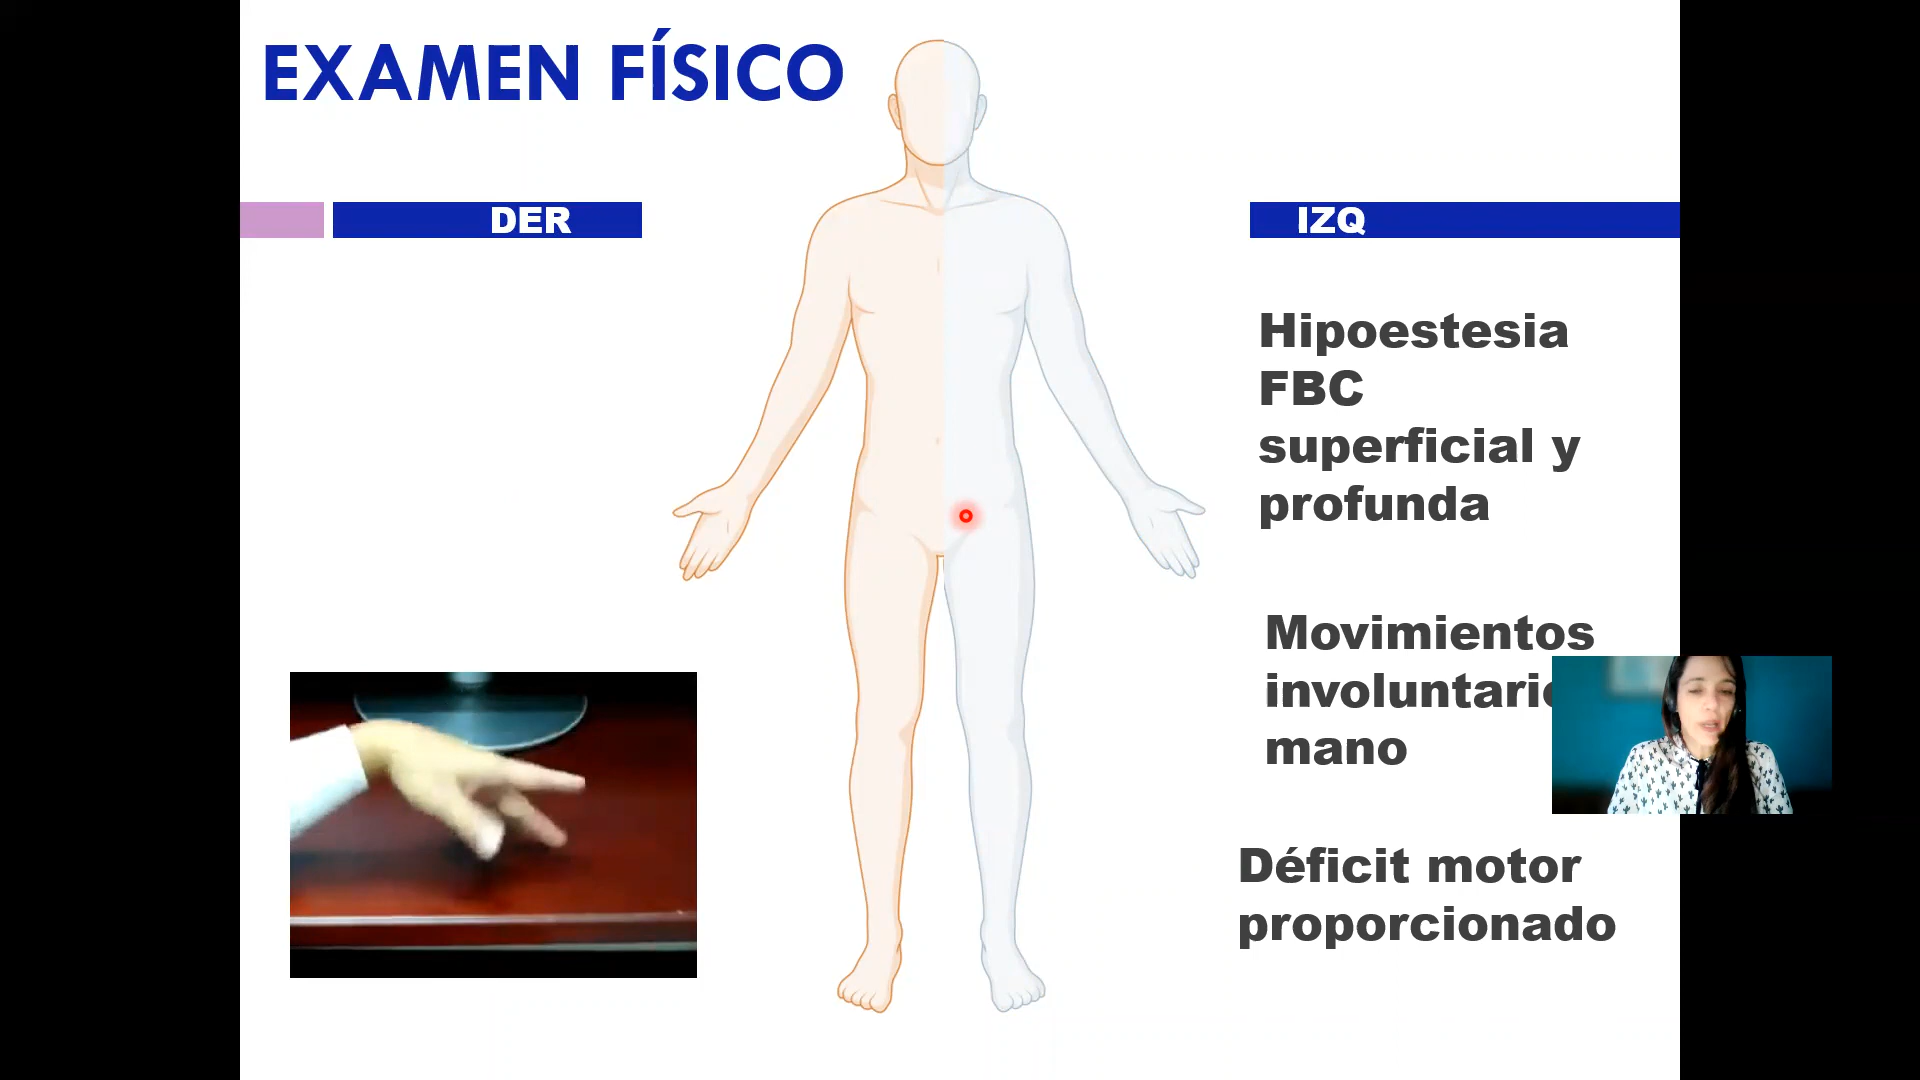 EXAMEN FÍSICO
DER
IZQ
Hipoestesia
FBC
superficial y
profunda
Movimientos
mano
Déficit motor
proporcionado